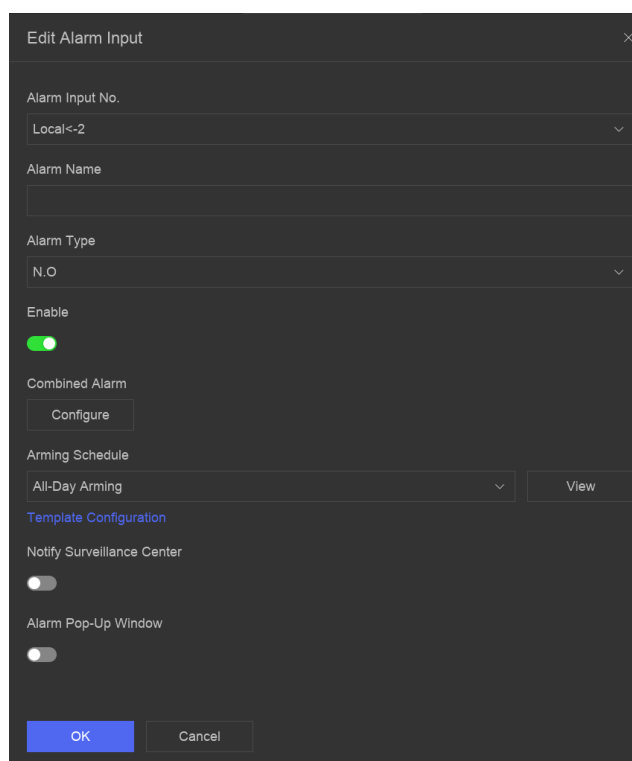 Edit Alarm Input
Alarm Input No.
Local<-2
Alarm Name
Alarm Type
N.O
Enable
Combined Alarm
Configure
Arming Schedule
All-Day Arming
View
Template Configuration
Notify Surveillance Center
Alarm Pop-Up Window
OK
Cancel